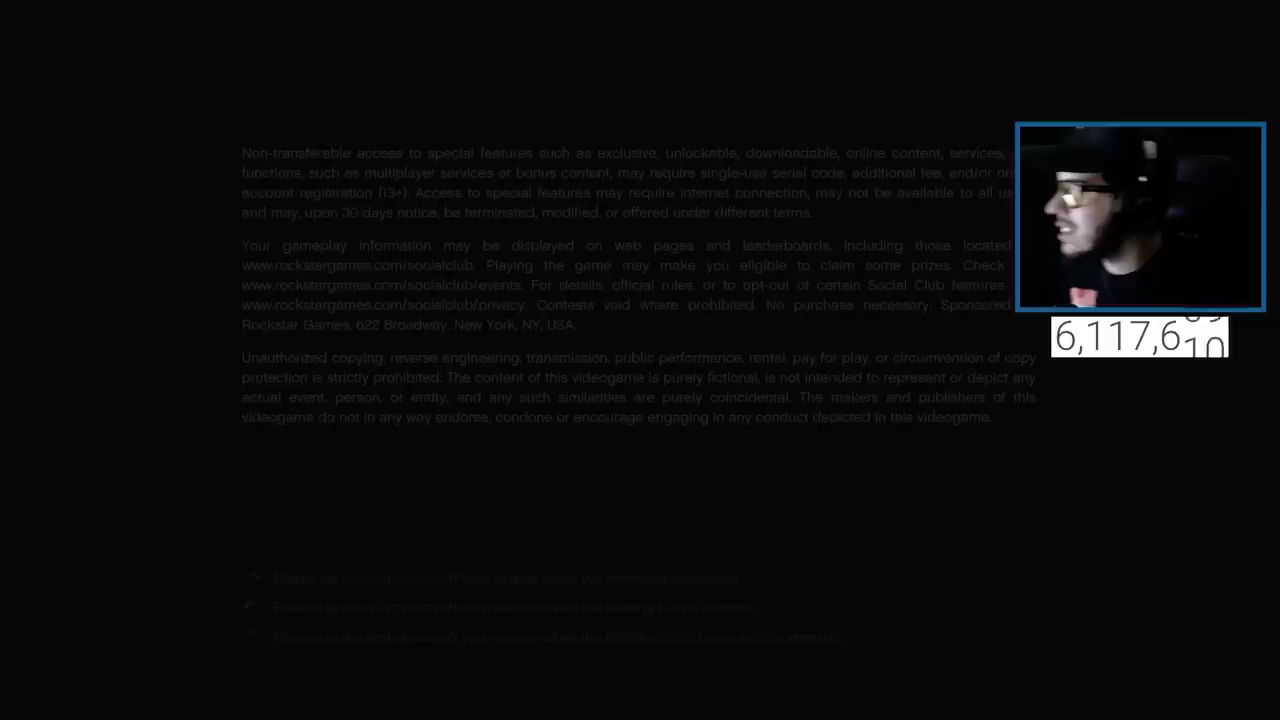 Non-transferable access to special features such as exclusive, unlockable, downloadable, online content, services,
functions, such as multiplayer services or bonus content, may require single-use serial code, additional fee, and/or
account registration (13+). Access to special features may require internet connection, may not be available to all
and may, upon 30 days notice, be terminated, modified, or offered under different terms.
Your gameplay information may be displayed on web pages and leaderboards, including those located
www.rockstargames.com/socialclub. Playing the game may make you eligible to claim some prizes. Check
www.rockstargames.com/socialclub/events. For details, official rules, or to opt-out of certain Social Club features
www.rockstargames.com/socialclub/privacy. Contests void where prohibited. No purchase necessary. Sponsored
Rockstar Games, 622 Broadway, New York, NY, USA.
Unauthorized copying, reverse engineering, transmission, public performance, rental, pay for play, or circumvention of copy
protection is strictly prohibited. The content of this videogame is purely fictional, is not intended to represent or depict any
actual event, person, or entity, and any such similarities are purely coincidental. The makers and publishers of this
videogame do not in any way endorse, condone or encourage engaging in any conduct depicted in this videogame.
6,117,6